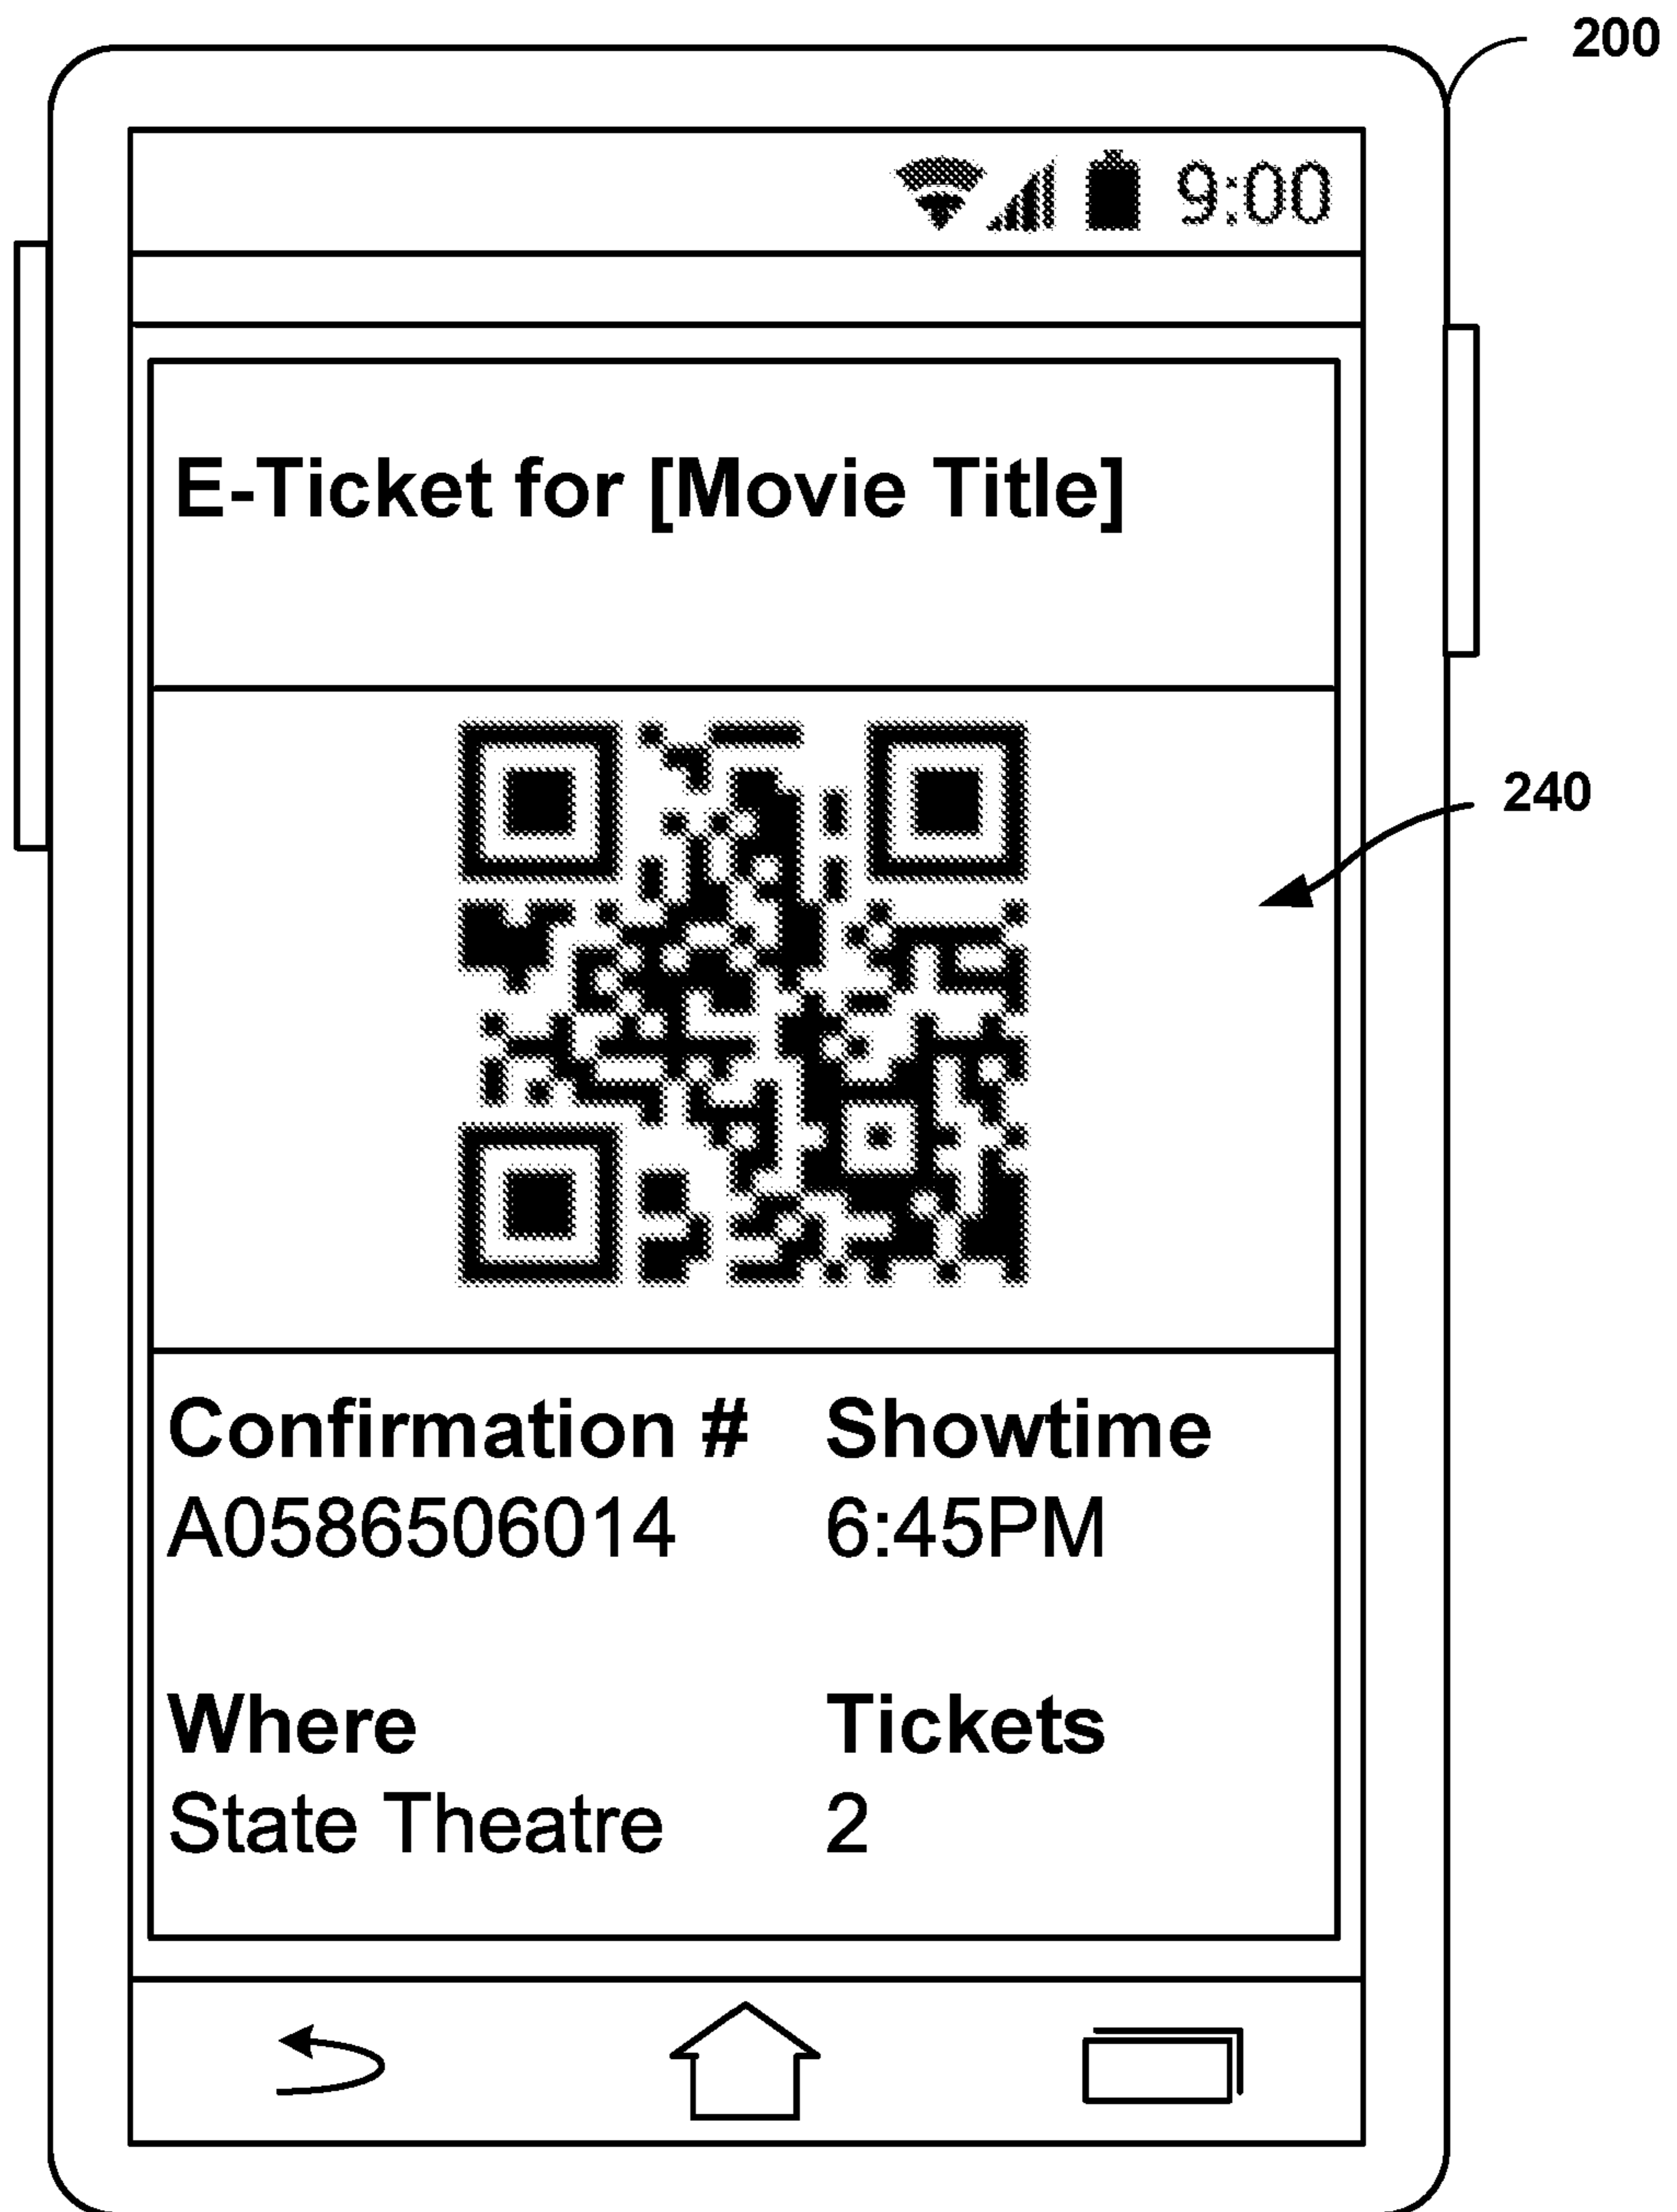 200
9:00
E-Ticket for [Movie Title]
240
Confirmation # Showtime
A0586506014 6:45PM
Where Tickets
State Theatre 2